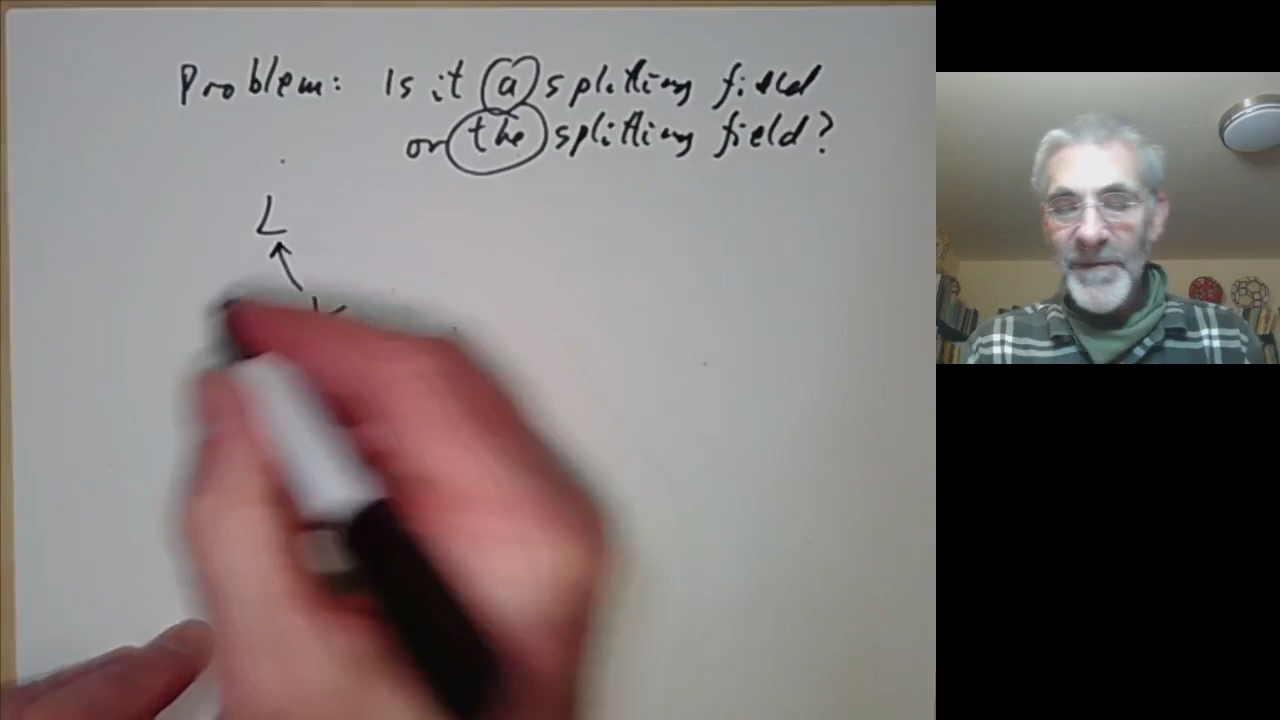 Problem: Is it a splitting field
or the splitting field?
L